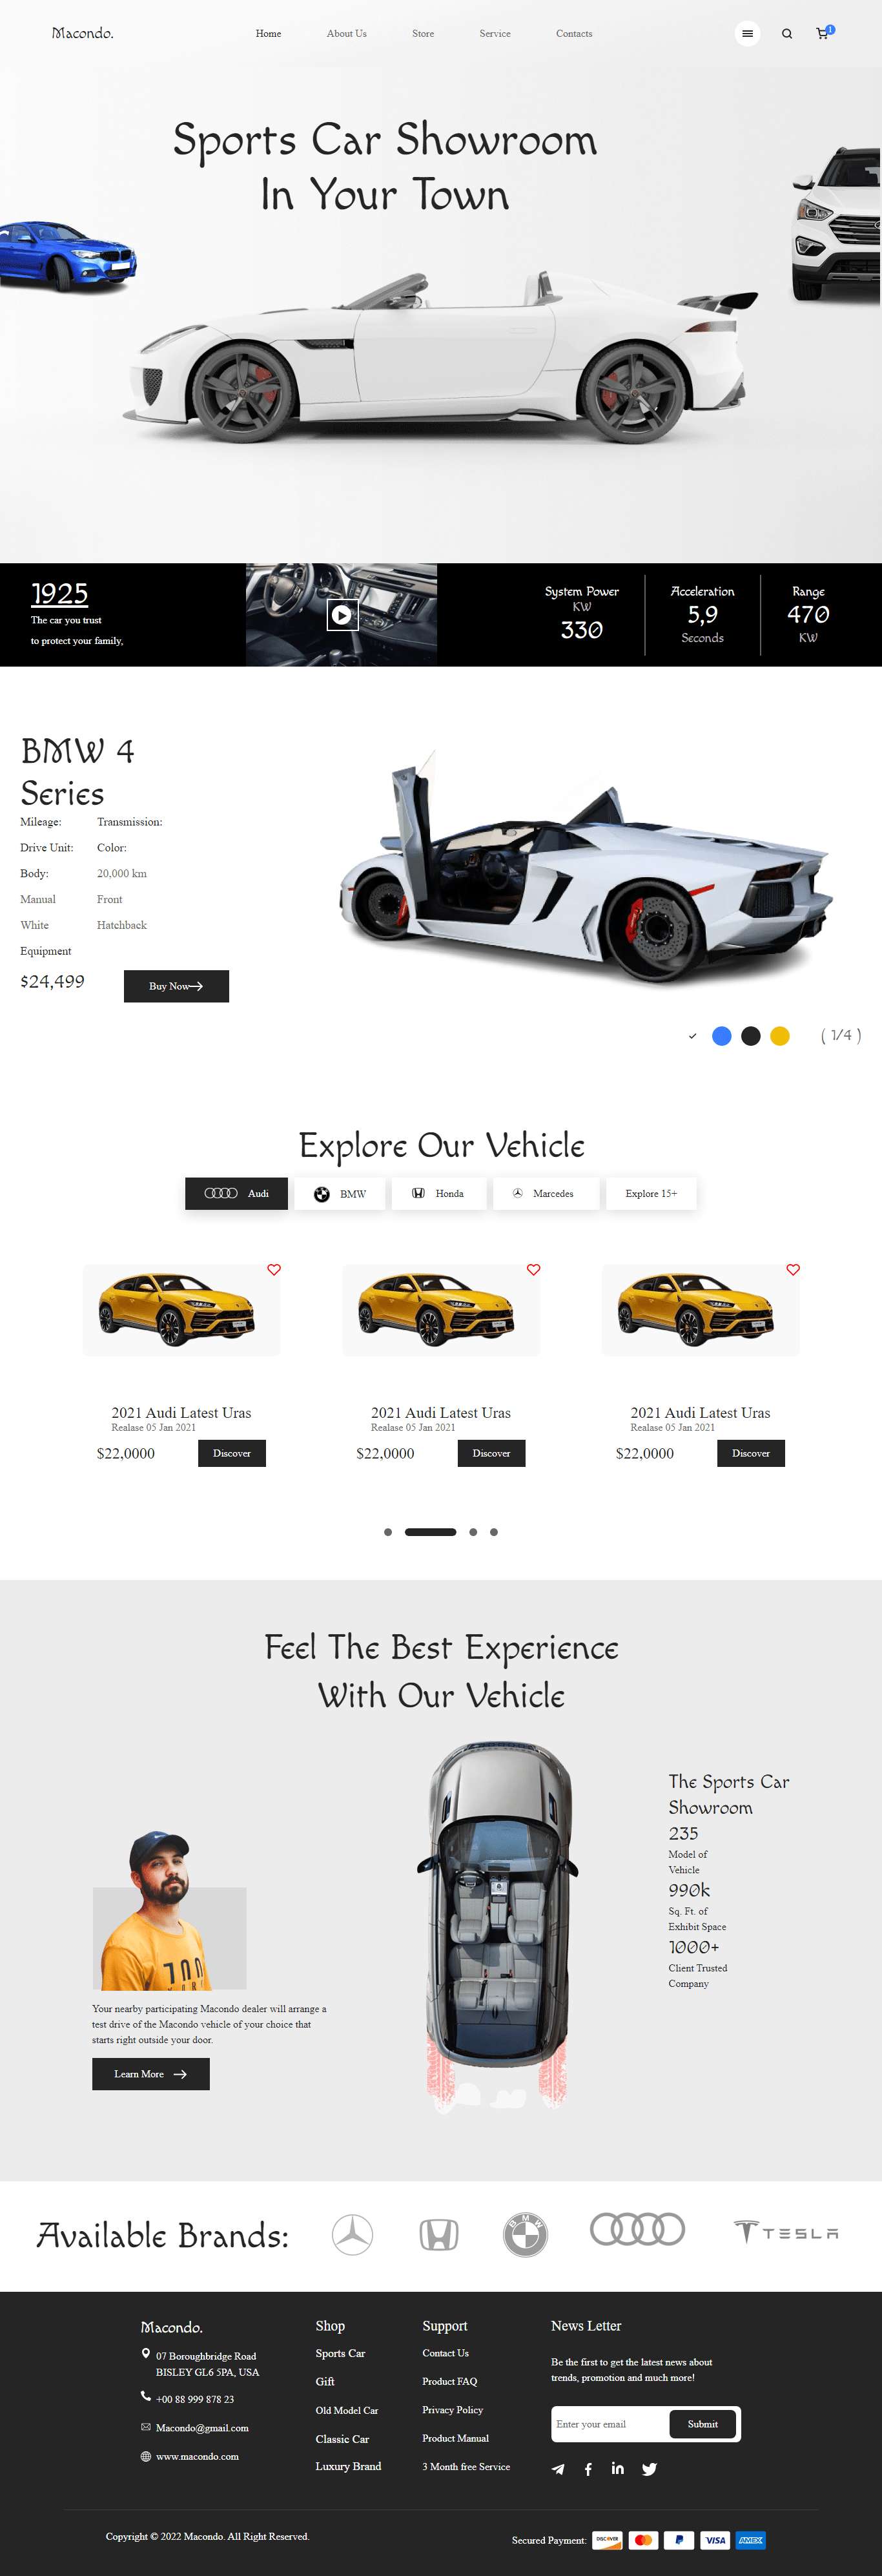 Macondo.
Home
About Us
Store
Service
Contacts
1
Sports Car Showroom
In Your Town
1925
The car you trust
to protect your family,
System Power
KW
330
Acceleration
5,9
Seconds
Range
470
KW
BMW 4
Series
Mileage: Transmission:
Drive Unit: Color:
Body: 20,000 km
Manual Front
White Hatchback
Equipment
$24,499
Buy Now
( 1/4 )
Explore Our Vehicle
Audi
BMW
Honda
Marcedes
Explore 15+
2021 Audi Latest Uras
Realase 05 Jan 2021
$22,0000
Discover
2021 Audi Latest Uras
Realase 05 Jan 2021
$22,0000
Discover
2021 Audi Latest Uras
Realase 05 Jan 2021
$22,0000
Discover
Feel The Best Experience
With Our Vehicle
The Sports Car
Showroom
235
Model of
Vehicle
990k
Sq. Ft. of
Exhibit Space
1000+
Client Trusted
Company
Your nearby participating Macondo dealer will arrange a
test drive of the Macondo vehicle of your choice that
starts right outside your door.
Learn More
Available Brands:
BMW
TESLA
Macondo.
07 Boroughbridge Road
BISLEY GL6 5PA, USA
+00 88 999 878 23
Macondo@gmail.com
www.macondo.com
Shop
Sports Car
Gift
Old Model Car
Classic Car
Luxury Brand
Support
Contact Us
Product FAQ
Privacy Policy
Product Manual
3 Month free Service
News Letter
Be the first to get the latest news about
trends, promotion and much more!
Enter your email
Submit
Copyright © 2022 Macondo. All Right Reserved.
Secured Payment:
DISCOVER
VISA
AMEX